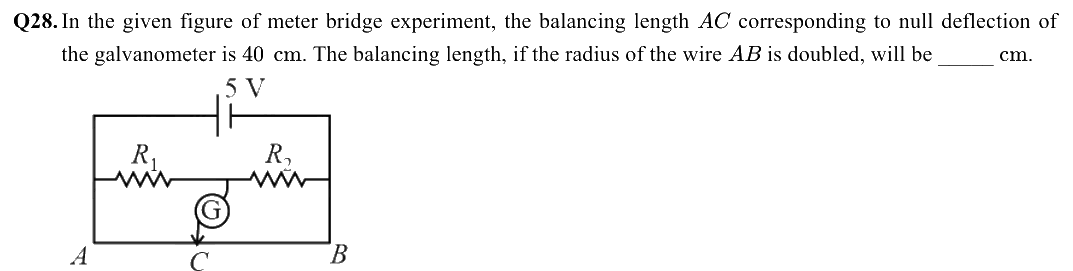 Q28. In the given figure of meter bridge experiment, the balancing length AC corresponding to null deflection of
the galvanometer is 40 cm. The balancing length, if the radius of the wire AB is doubled, will be _____ cm.
5 V
R₁ R₂
G
A C B